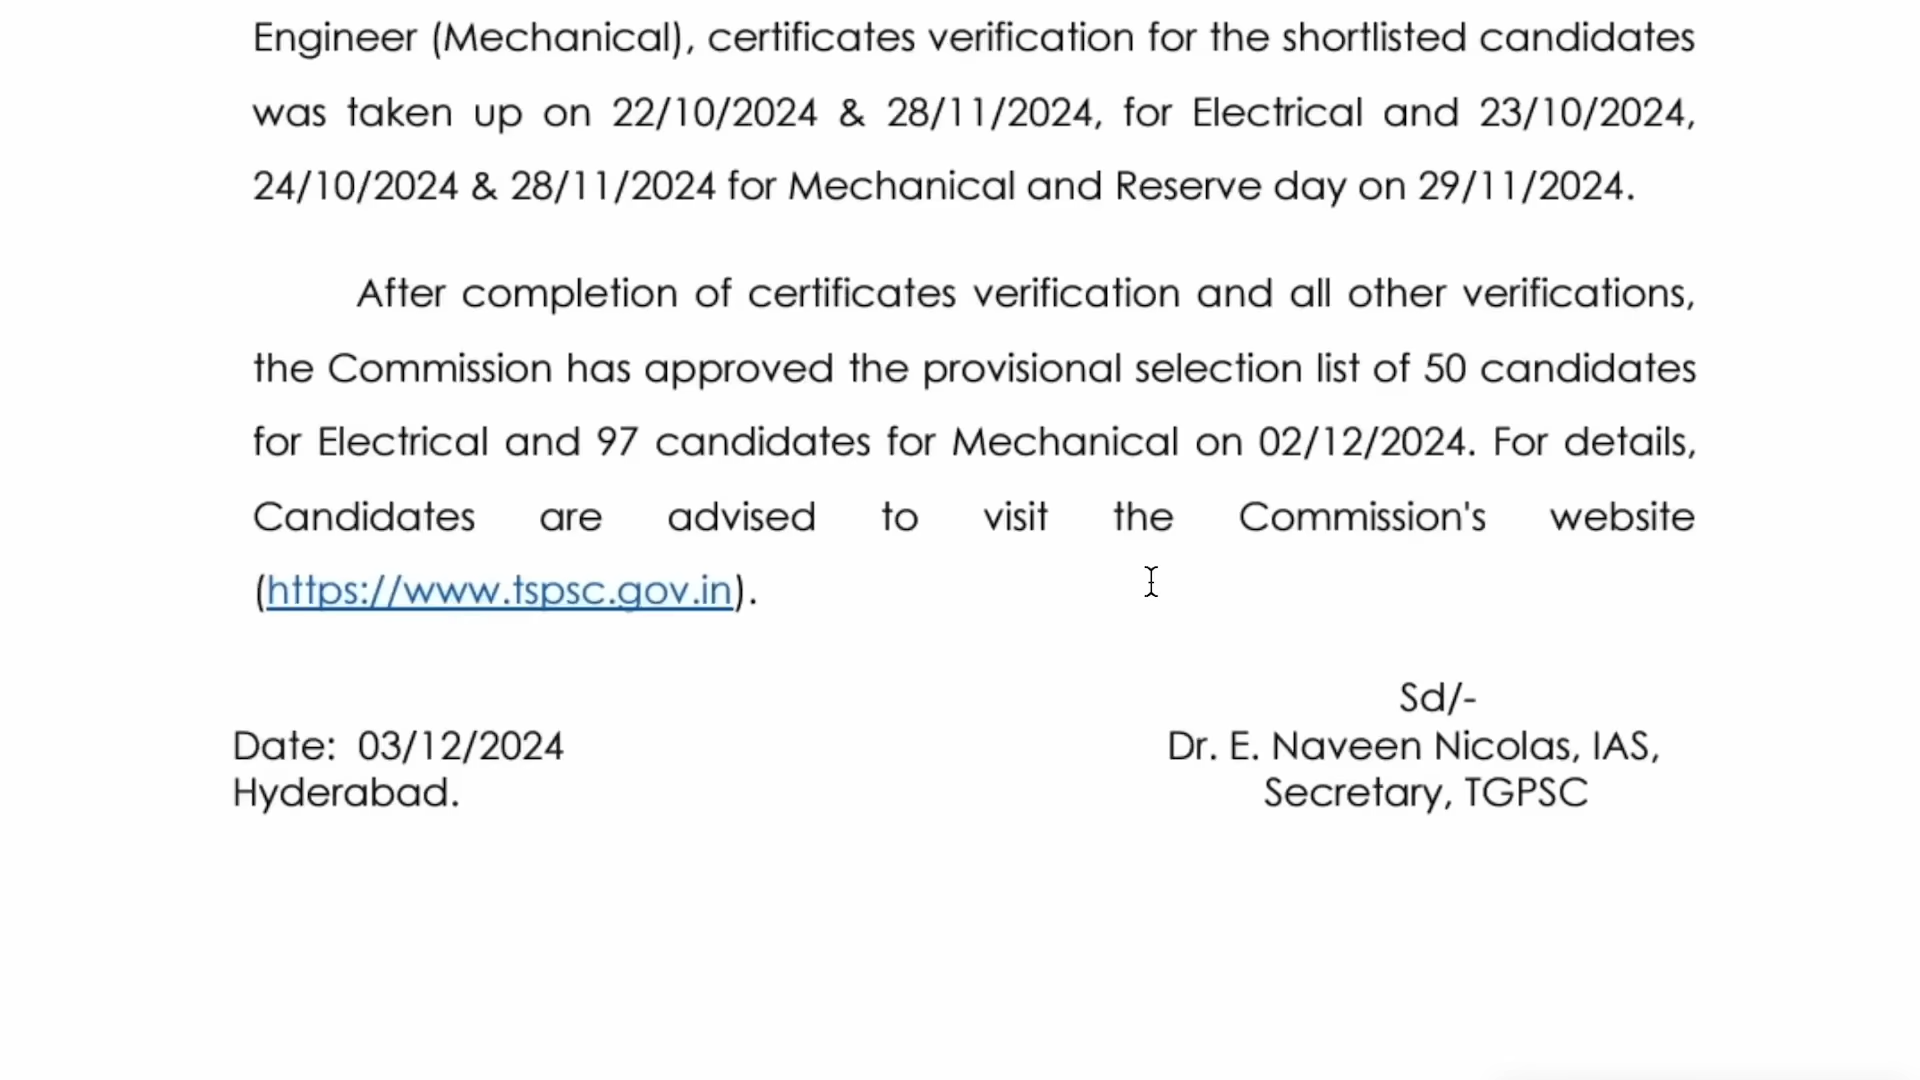 Engineer (Mechanical), certificates verification for the shortlisted candidates
was taken up on 22/10/2024 & 28/11/2024, for Electrical and 23/10/2024,
24/10/2024 & 28/11/2024 for Mechanical and Reserve day on 29/11/2024.
After completion of certificates verification and all other verifications,
the Commission has approved the provisional selection list of 50 candidates
for Electrical and 97 candidates for Mechanical on 02/12/2024. For details,
Candidates are advised to visit the Commission's website
(https://www.tspsc.gov.in).
Sd/-
Date: 03/12/2024 Dr. E. Naveen Nicolas, IAS,
Hyderabad. Secretary, TGPSC